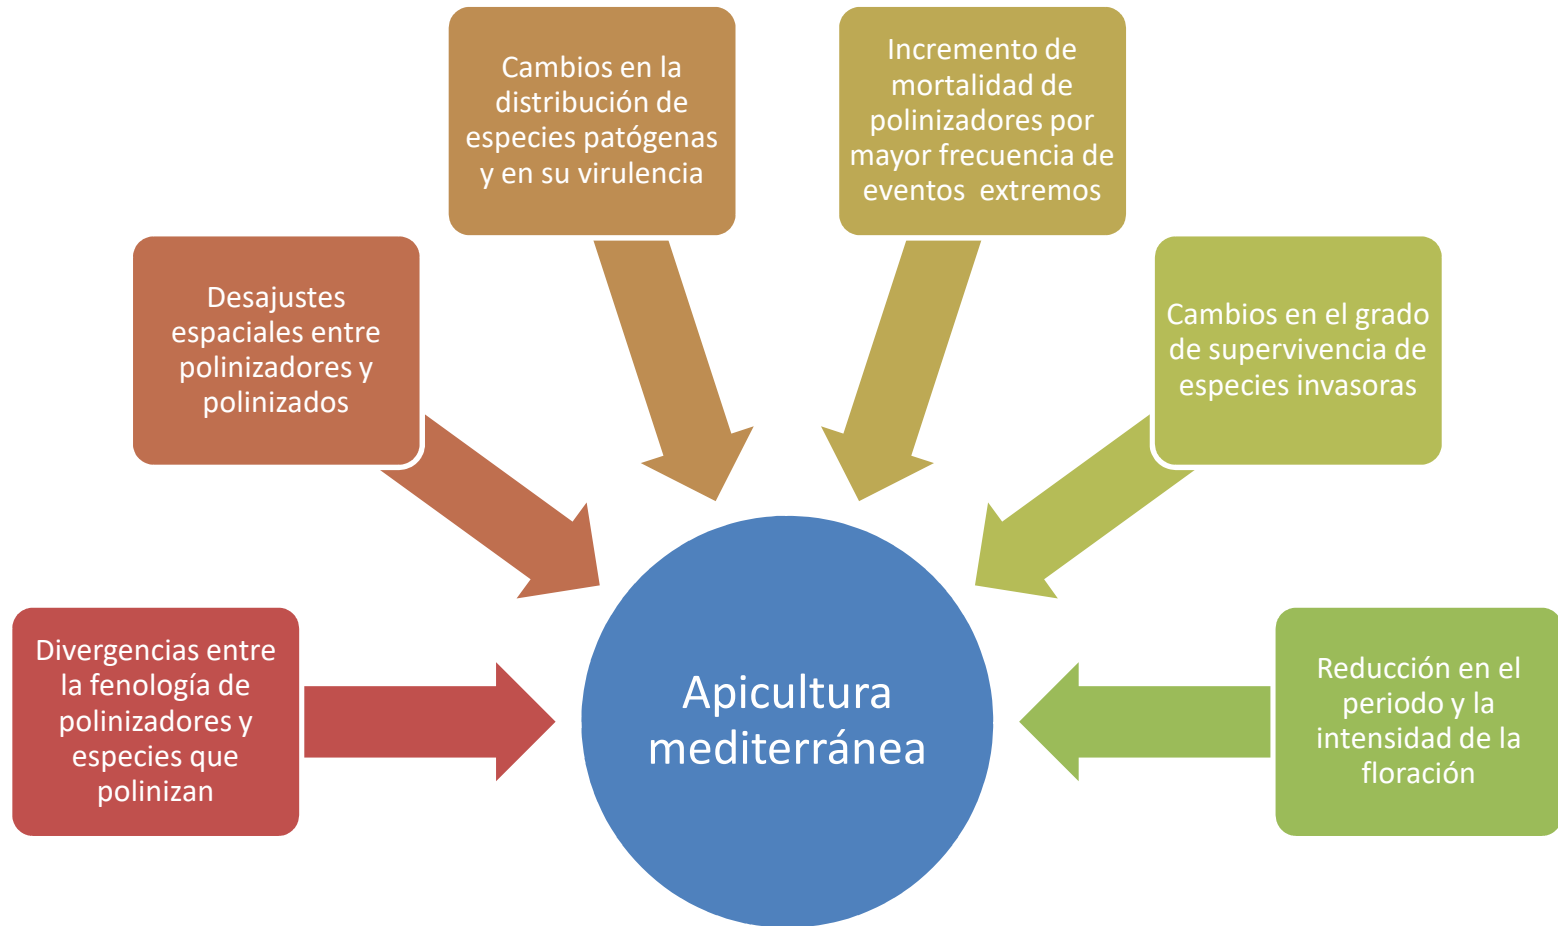 Cambios en la
distribución de
especies patógenas
y en su virulencia
Incremento de
mortalidad de
polinizadores por
mayor frecuencia de
eventos  extremos
Desajustes
espaciales entre
polinizadores y
polinizados
Cambios en el grado
de supervivencia de
especies invasoras
Divergencias entre
la fenología de
polinizadores y
especies que
polinizan
Apicultura
mediterránea
Reducción en el
periodo y la
intensidad de la
floración